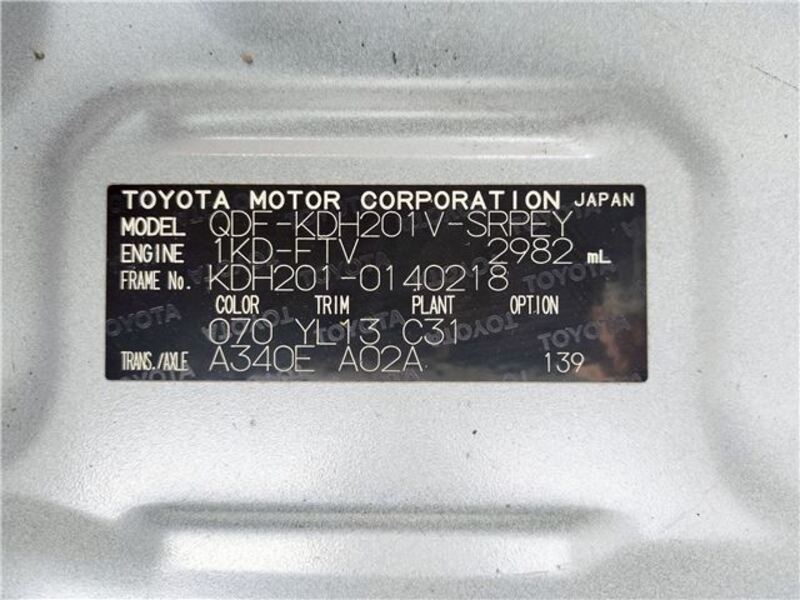 TOYOTA MOTOR CORPORATION JAPAN
MODEL QDF-KDH201V-SRPEY
ENGINE 1KD-FTV 2982 mL
FRAME No. KDH201-0140218
COLOR TRIM PLANT OPTION
070 YL13 C31
TRANS./AXLE A340E A02A 139